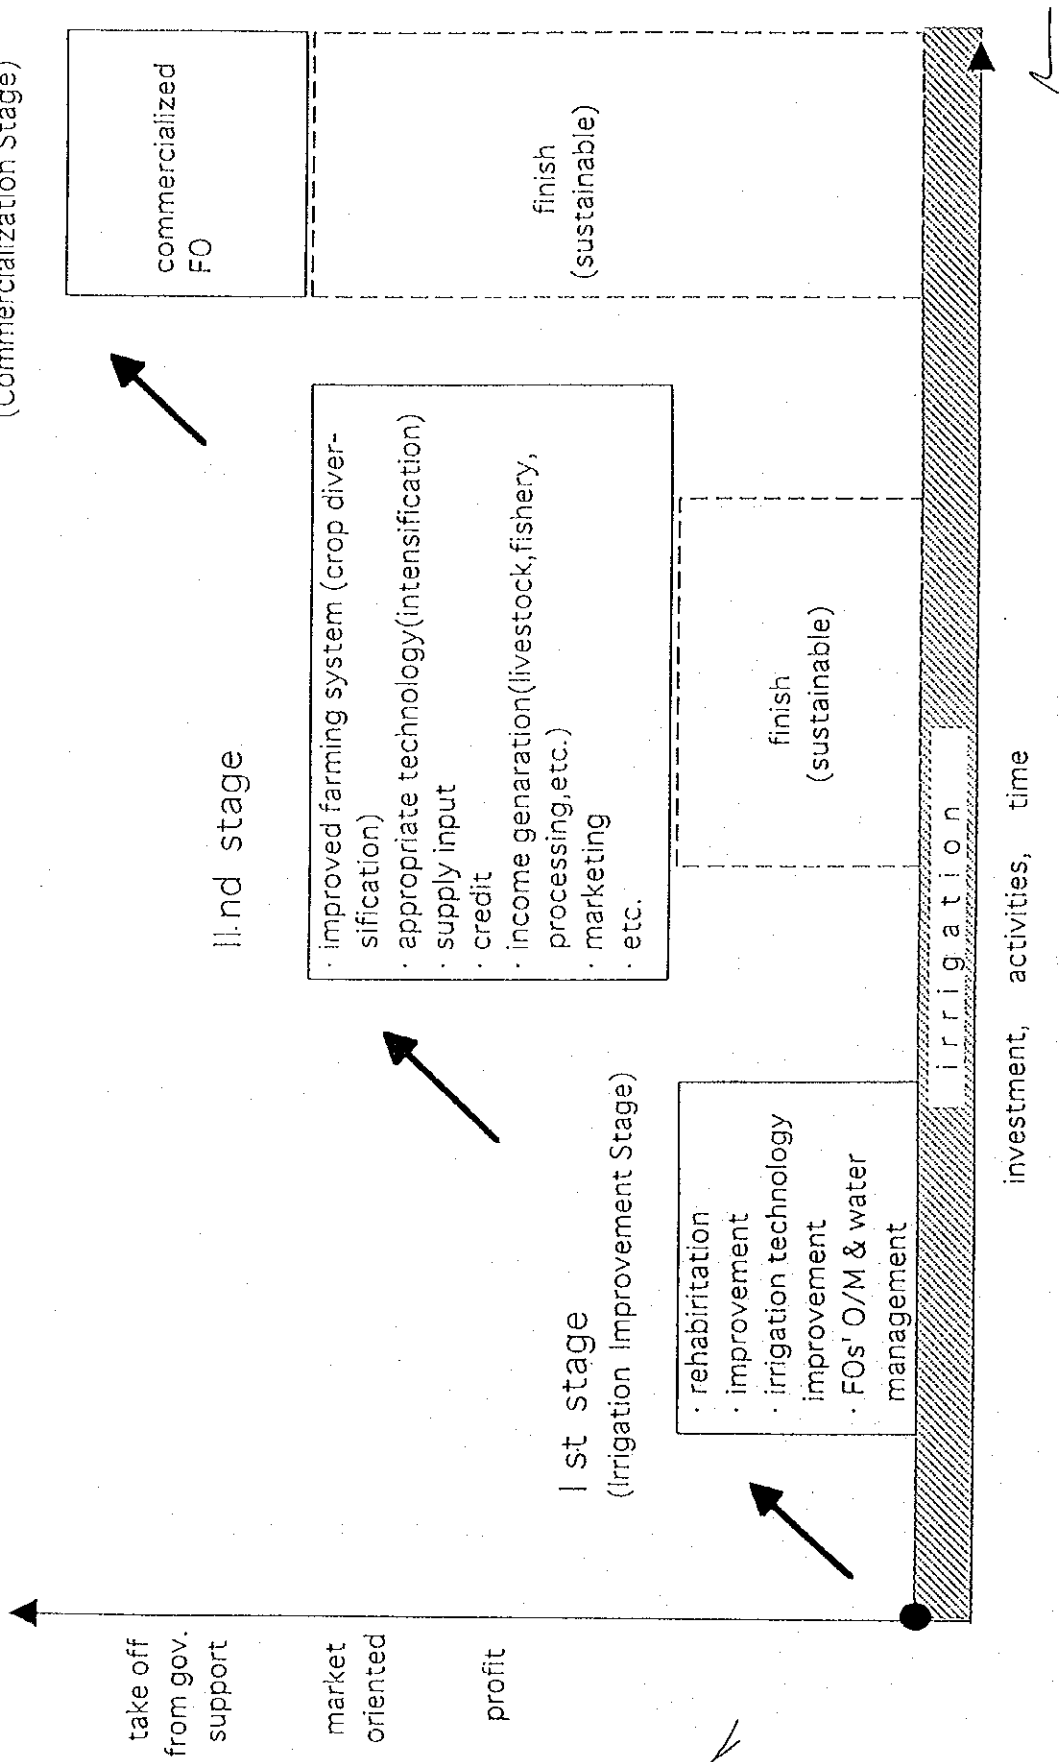 (Commercialization Stage)
commercialized
FO
finish
(sustainable)
II.nd stage
· improved farming system (crop diver-
sification)
· appropriate technology(intensification)
· supply input
· credit
· income genaration(livestock,fishery,
processing,etc.)
· marketing
· etc.
finish
(sustainable)
I st stage
(Irrigation Improvement Stage)
· rehabiritation
· improvement
· irrigation technology
improvement
· FOs' O/M & water
management
take off
from gov.
support
market
oriented
profit
irrigation
investment, activities, time